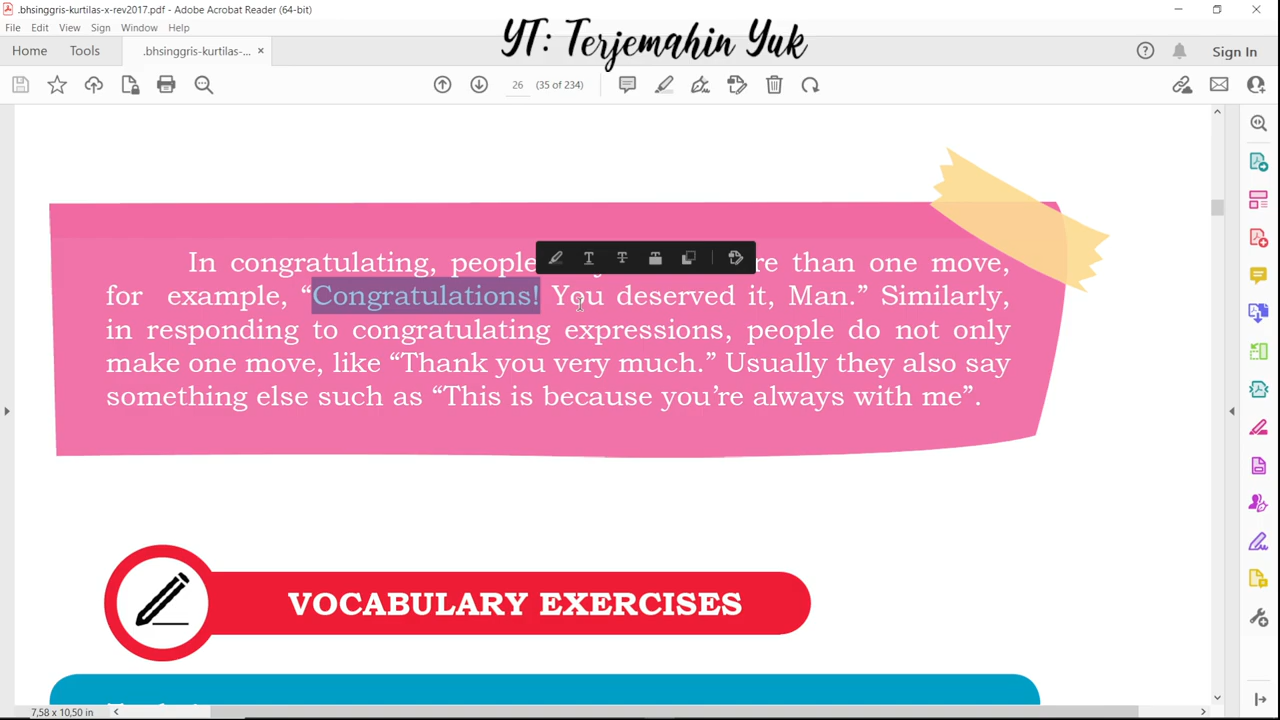 .bhsinggris-kurtilas-x-rev2017.pdf - Adobe Acrobat Reader (64-bit)
File Edit View Sign Window Help
YT: Terjemahin Yuk
Home Tools .bhsinggris-kurtilas-... × Sign In
26 (35 of 234)
In congratulating, people re than one move,
for example, “Congratulations! You deserved it, Man.” Similarly,
in responding to congratulating expressions, people do not only
make one move, like “Thank you very much.” Usually they also say
something else such as “This is because you’re always with me”.
VOCABULARY EXERCISES
7,58 x 10,50 in